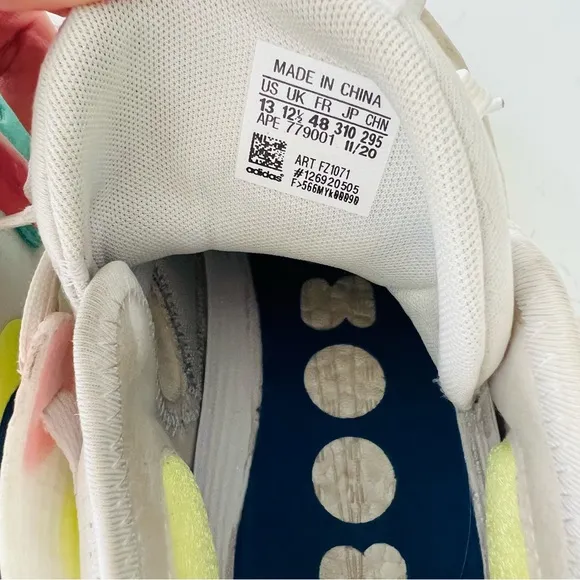 MADE IN CHINA
US UK FR JP CHN
13 12½ 48 310 295
APE 779001 11/20
ART FZ1071
#126920505
adidas
F>566MYk00090